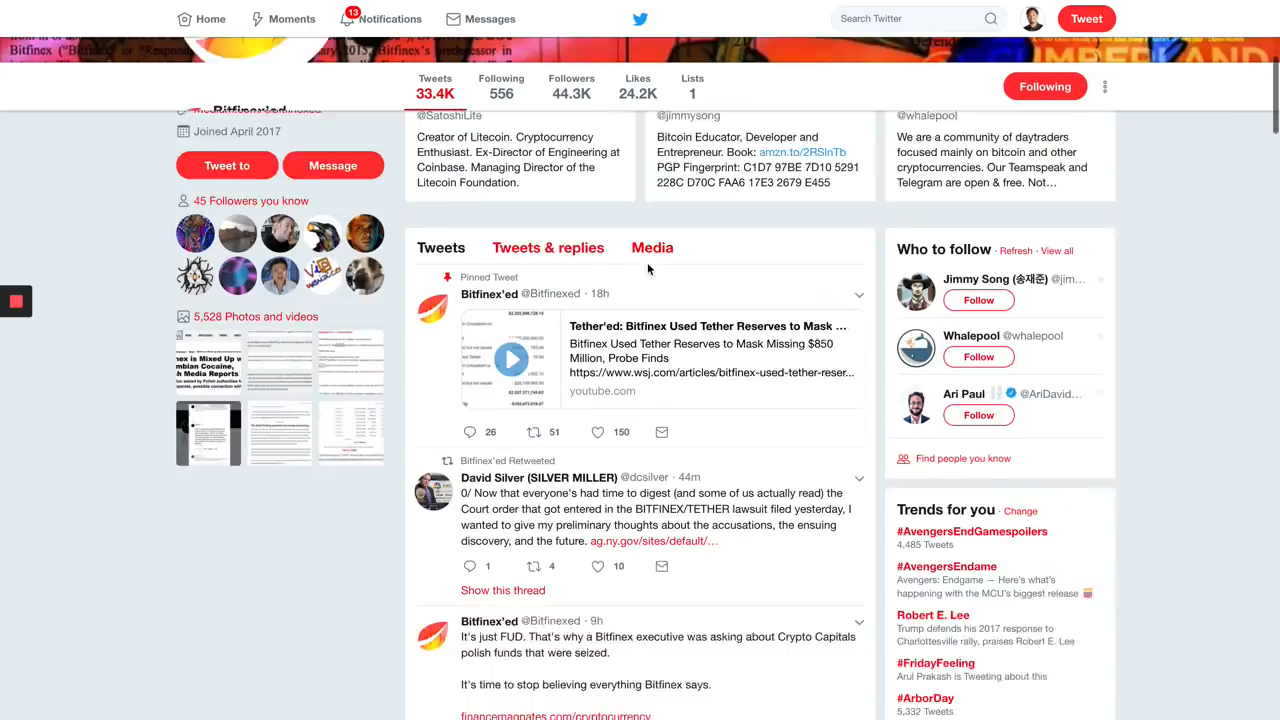 Home
Moments
13
Notifications
Messages
Search Twitter
Tweet
Bitfinex ("Bitfinex" or "Respondent
January 2015, Bitfinex's predecessor in
CUMBERLAND
Tweets
33.4K
Following
556
Followers
44.3K
Likes
24.2K
Lists
1
Following
Bitfinex'ed
Joined April 2017
Tweet to
Message
45 Followers you know
5,528 Photos and videos
@SatoshiLite
Creator of Litecoin. Cryptocurrency
Enthusiast. Ex-Director of Engineering at
Coinbase. Managing Director of the
Litecoin Foundation.
@jimmysong
Bitcoin Educator, Developer and
Entrepreneur. Book: amzn.to/2RSlnTb
PGP Fingerprint: C1D7 97BE 7D10 5291
228C D70C FAA6 17E3 2679 E455
@whalepool
We are a community of daytraders
focused mainly on bitcoin and other
cryptocurrencies. Our Teamspeak and
Telegram are open & free. Not…
Tweets
Tweets & replies
Media
Pinned Tweet
Bitfinex'ed @Bitfinexed · 18h
Tether'ed: Bitfinex Used Tether Reserves to Mask ...
Bitfinex Used Tether Reserves to Mask Missing $850
Million, Probe Finds
https://www.wsj.com/articles/bitfinex-used-tether-reser...
youtube.com
26
51
150
Bitfinex'ed Retweeted
David Silver (SILVER MILLER) @dcsilver · 44m
0/ Now that everyone's had time to digest (and some of us actually read) the
Court order that got entered in the BITFINEX/TETHER lawsuit filed yesterday, I
wanted to give my preliminary thoughts about the accusations, the ensuing
discovery, and the future. ag.ny.gov/sites/default/…
1
4
10
Show this thread
Bitfinex'ed @Bitfinexed · 9h
It's just FUD. That's why a Bitfinex executive was asking about Crypto Capitals
polish funds that were seized.
It's time to stop believing everything Bitfinex says.
financemagnates.com/cryptocurrency
Who to follow · Refresh · View all
Jimmy Song (송재준) @jim…
Follow
Whalepool @whalepool
Follow
Ari Paul @AriDavid…
Follow
Find people you know
Trends for you · Change
#AvengersEndGamespoilers
4,485 Tweets
#AvengersEndame
Avengers: Endgame — Here's what's
happening with the MCU's biggest release
Robert E. Lee
Trump defends his 2017 response to
Charlottesville rally, praises Robert E. Lee
#FridayFeeling
Arul Prakash is Tweeting about this
#ArborDay
5,332 Tweets